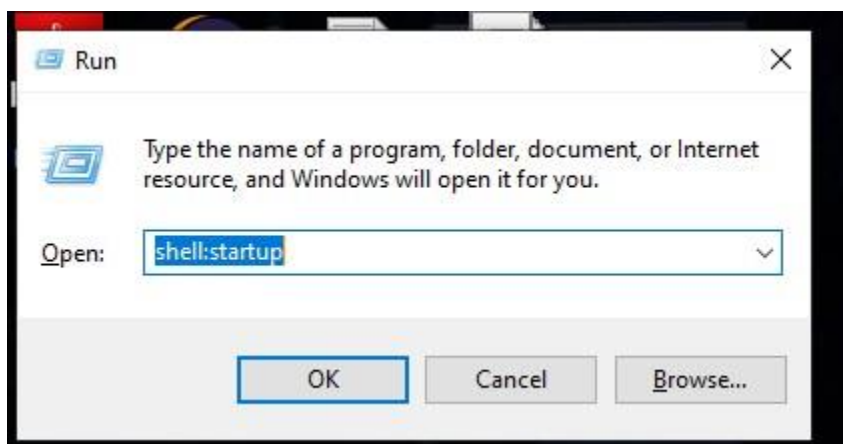 Run
Type the name of a program, folder, document, or Internet
resource, and Windows will open it for you.
Open: shell:startup
OK Cancel Browse...